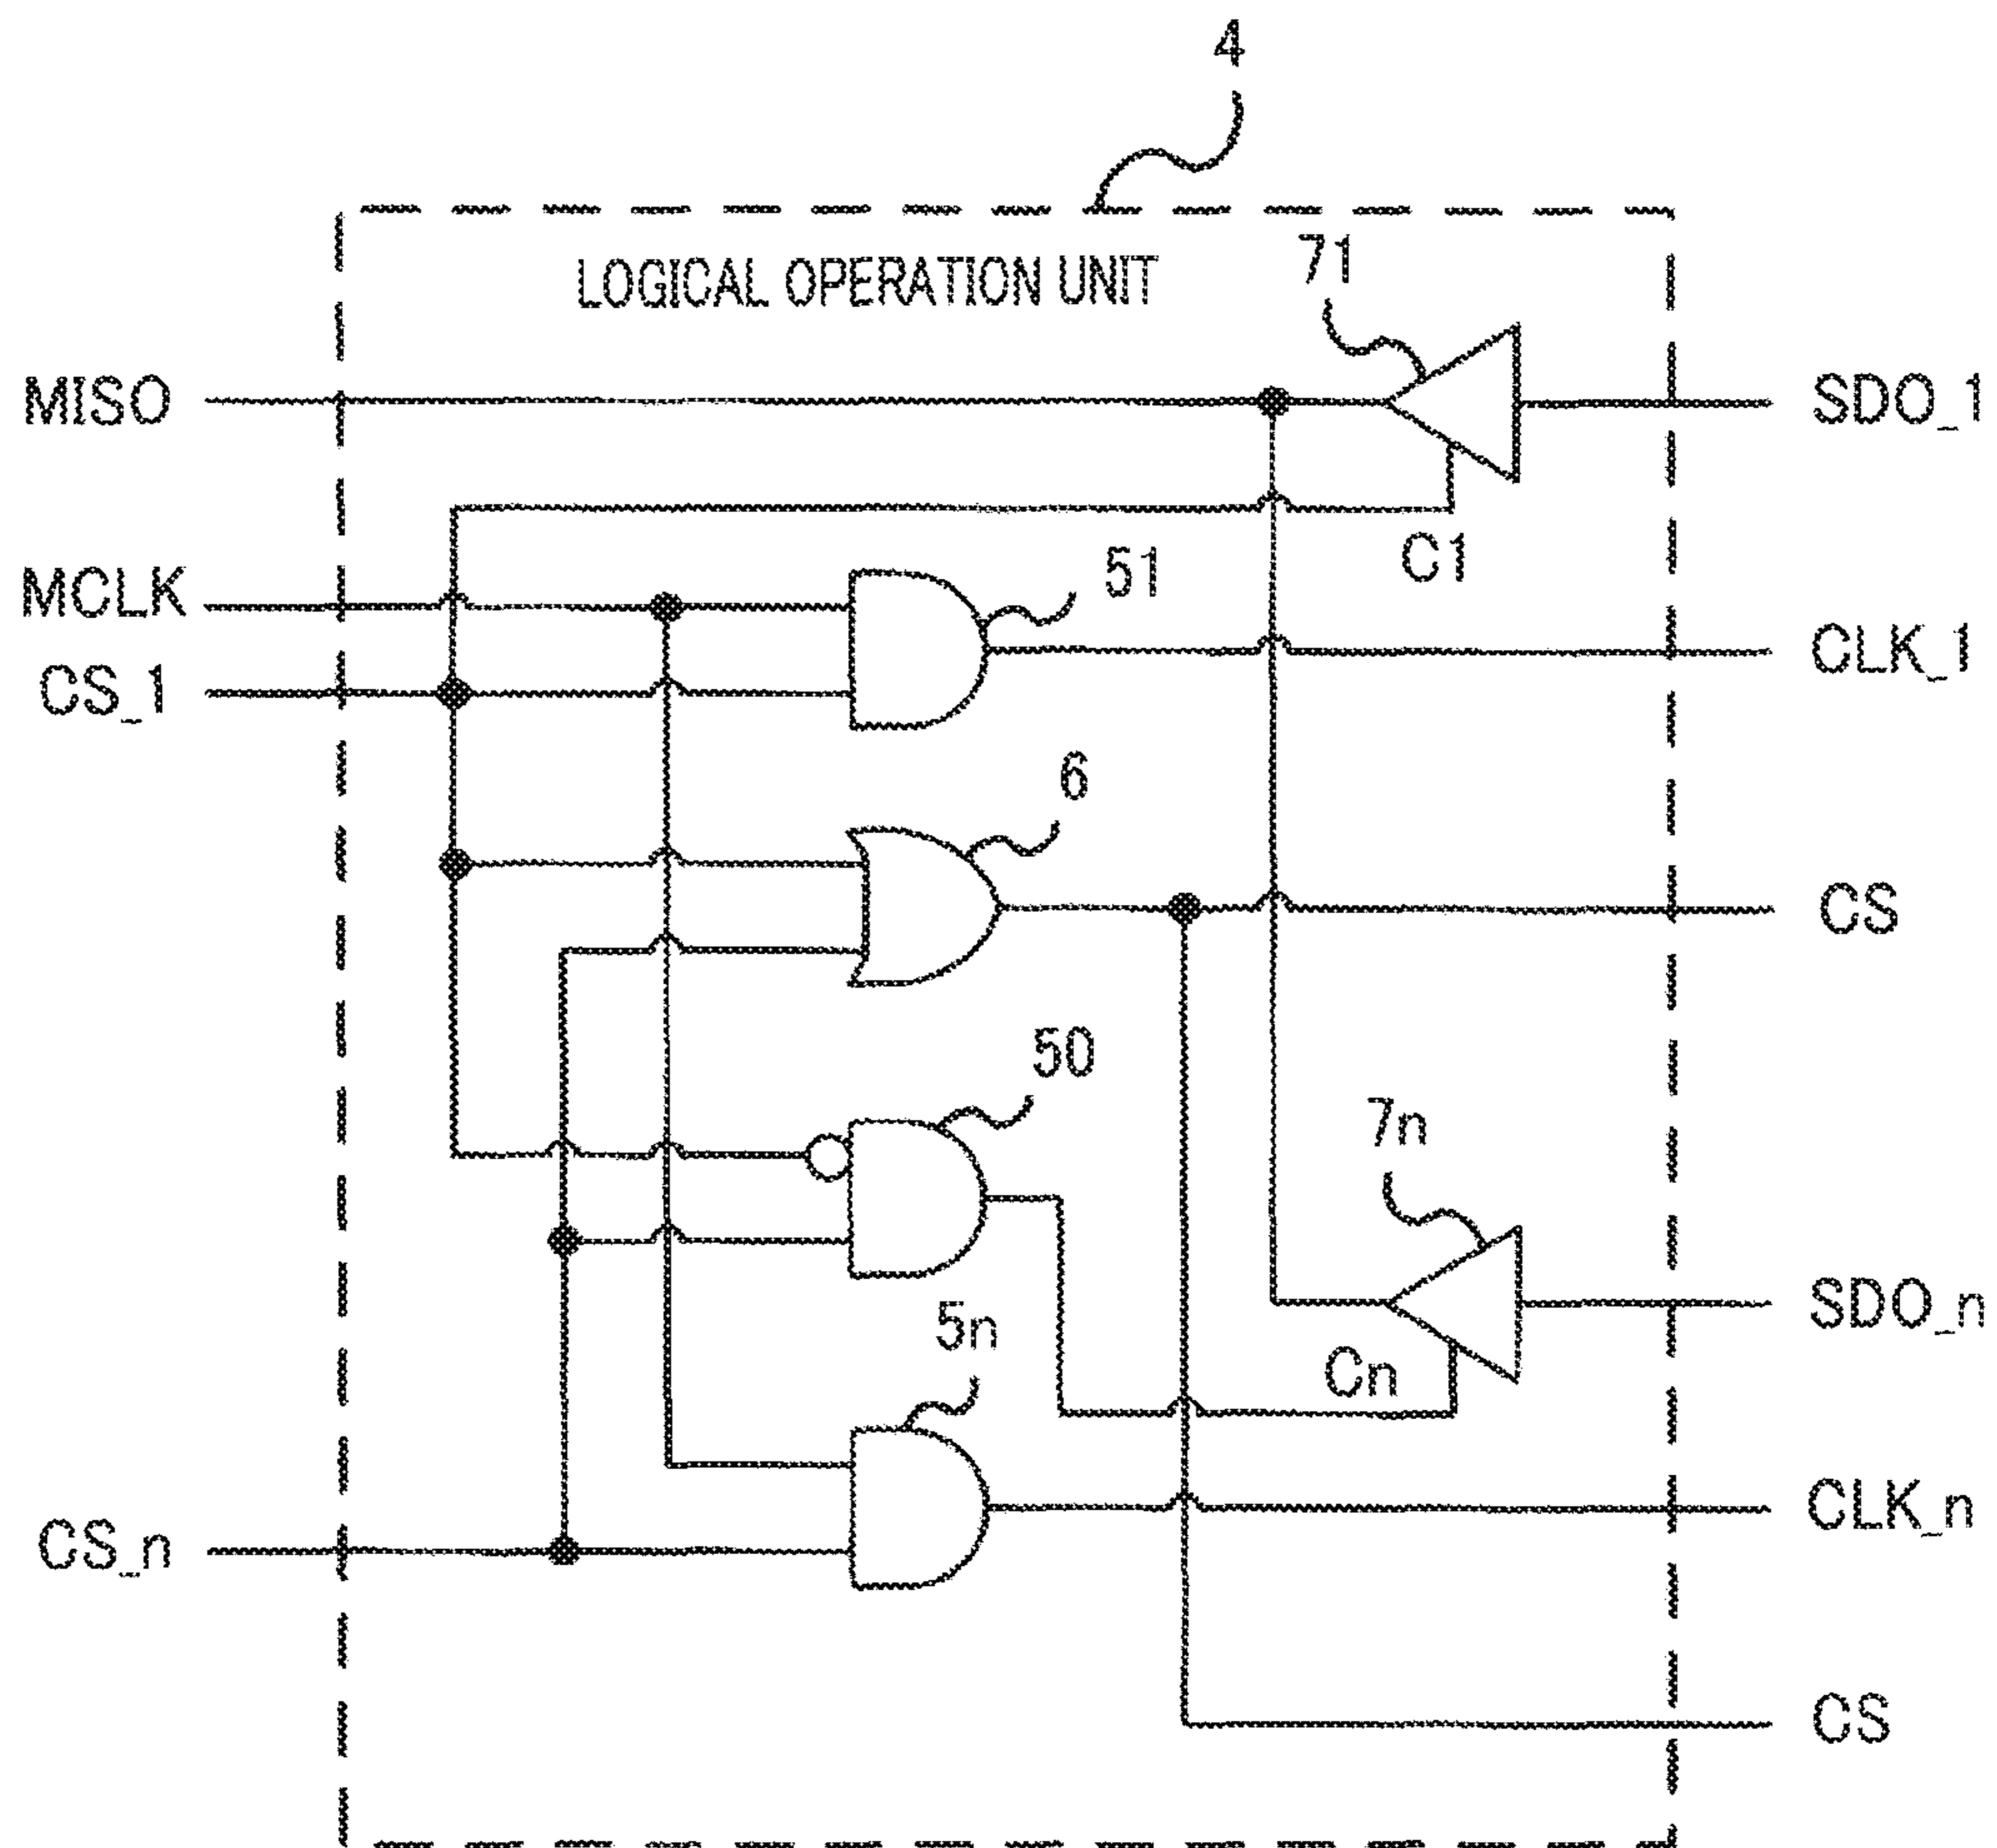 4
LOGICAL OPERATION UNIT
71
MISO
SDO_1
C1
MCLK
51
CLK_1
CS_1
6
CS
50
7n
SDO_n
5n
Cn
CLK_n
CS_n
CS